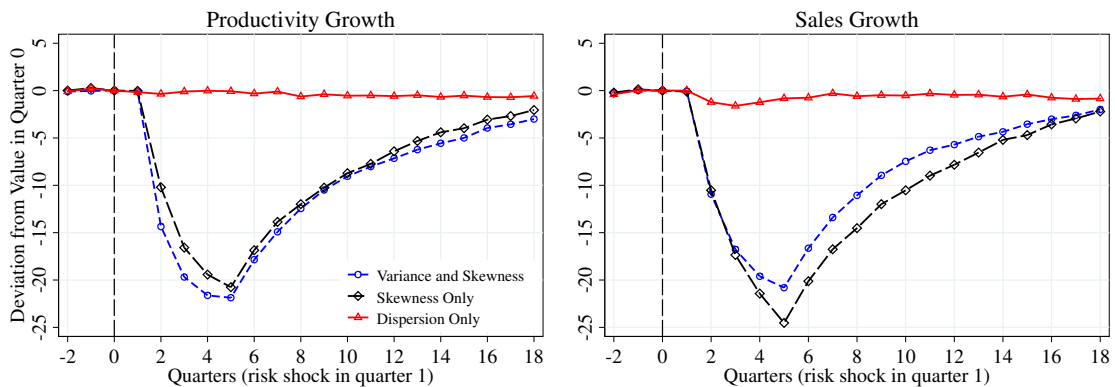 Productivity Growth
Sales Growth
Deviation from Value in Quarter 0
5
0
-5
-10
-15
-20
-25
Variance and Skewness
Skewness Only
Dispersion Only
-2 0 2 4 6 8 10 12 14 16 18
Quarters (risk shock in quarter 1)
5
0
-5
-10
-15
-20
-25
-2 0 2 4 6 8 10 12 14 16 18
Quarters (risk shock in quarter 1)